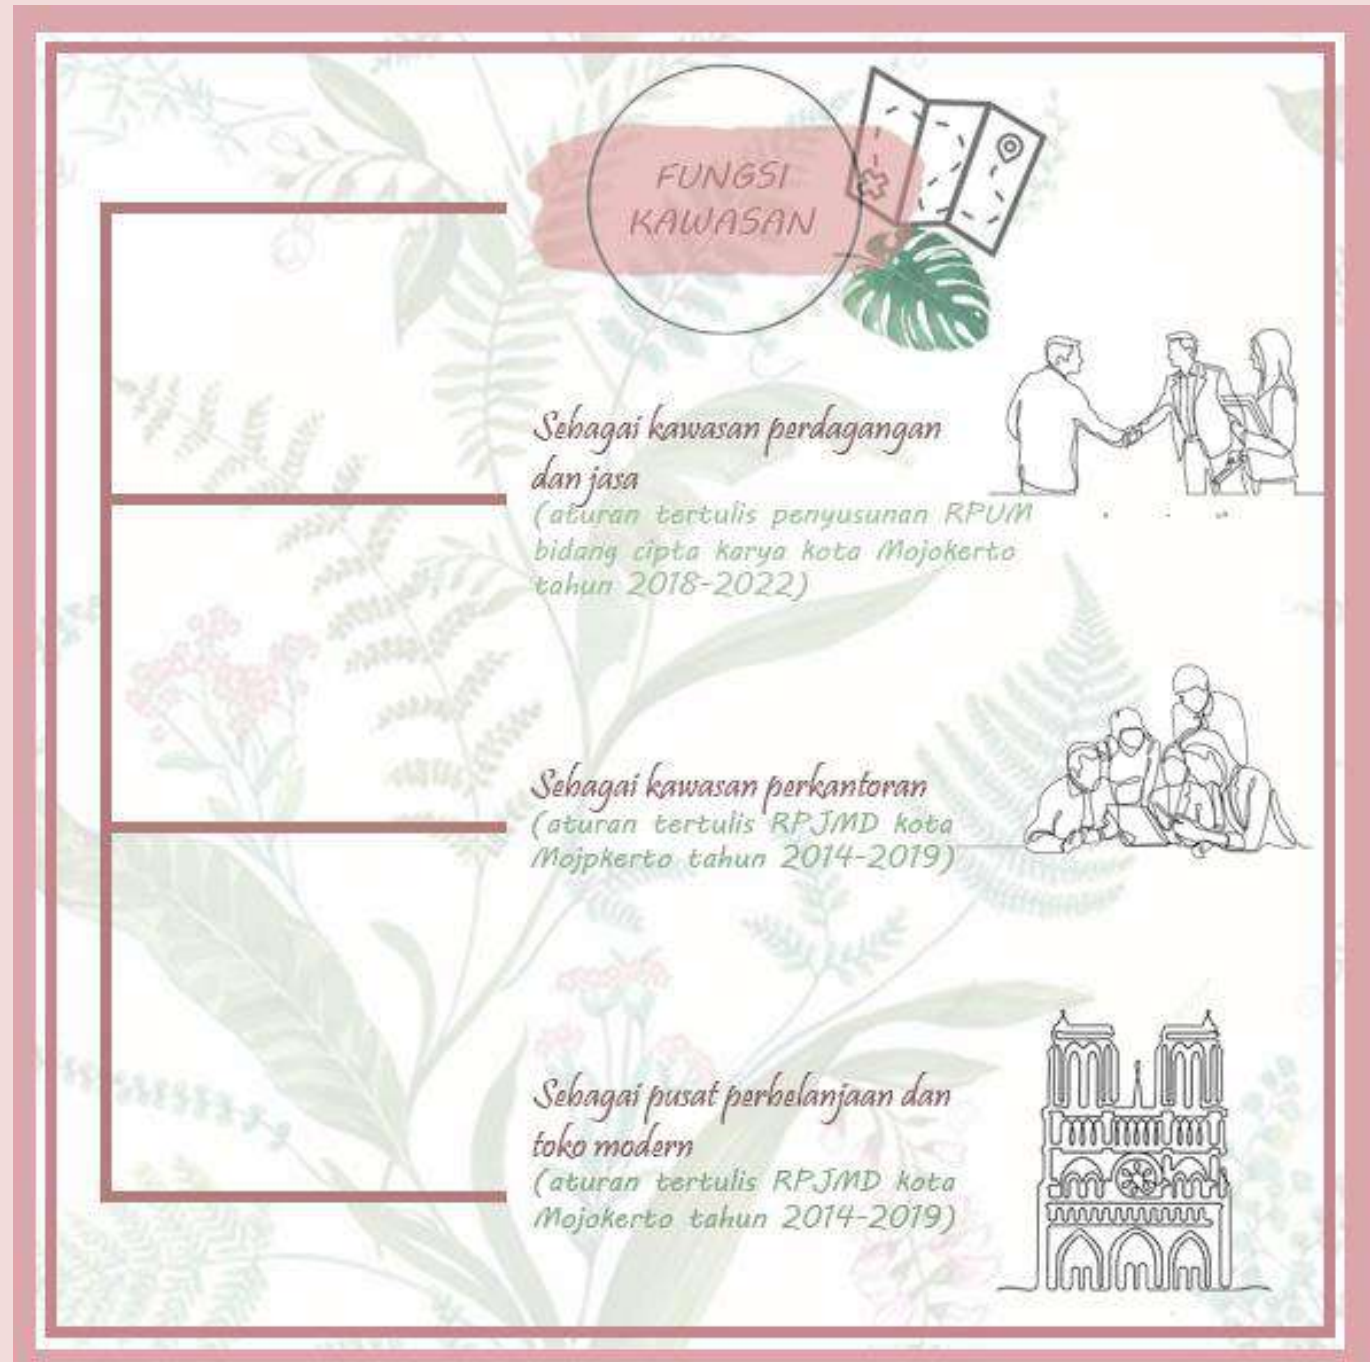 FUNGSI
KAWASAN
Sebagai kawasan perdagangan
dan jasa
(aturan tertulis penyusunan RPUM
bidang cipta karya kota Mojokerto
tahun 2018-2022)
Sebagai kawasan perkantoran
(aturan tertulis RPJMD kota
Mojpkerto tahun 2014-2019)
Sebagai pusat perbelanjaan dan
toko modern
(aturan tertulis RPJMD kota
Mojokerto tahun 2014-2019)